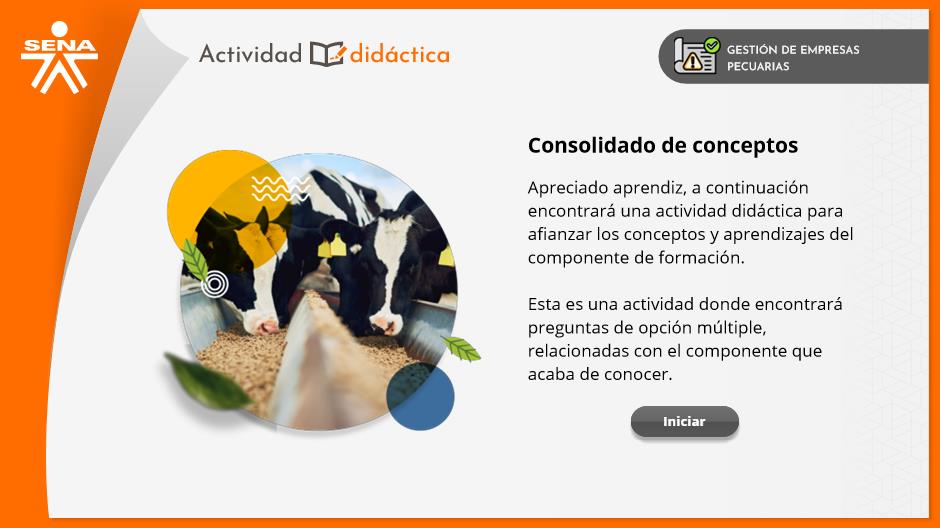 SENA
Actividad didáctica
GESTIÓN DE EMPRESAS
PECUARIAS
Consolidado de conceptos
Apreciado aprendiz, a continuación
encontrará una actividad didáctica para
afianzar los conceptos y aprendizajes del
componente de formación.
Esta es una actividad donde encontrará
preguntas de opción múltiple,
relacionadas con el componente que
acaba de conocer.
Iniciar